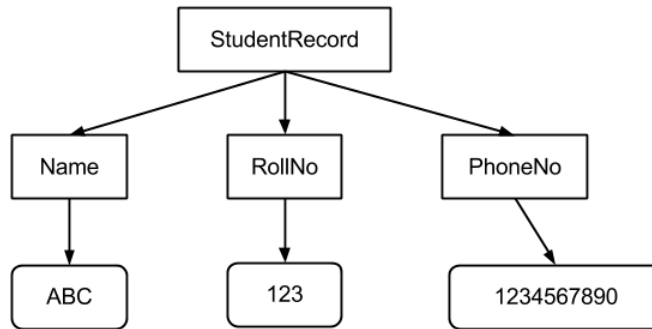 StudentRecord
Name
RollNo
PhoneNo
ABC
123
1234567890